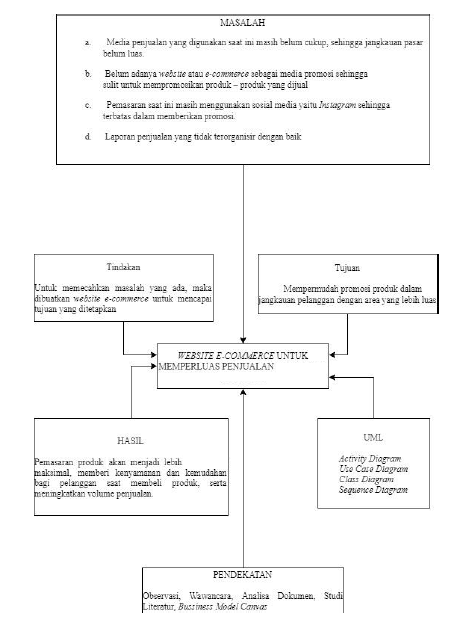 MASALAH
a. Media penjualan yang digunakan saat ini masih belum cukup, sehingga jangkauan pasar
belum luas.
b. Belum adanya website atau e-commerce sebagai media promosi sehingga
sulit untuk mempromosikan produk – produk yang dijual
c. Pemasaran saat ini masih menggunakan sosial media yaitu Instagram sehingga
terbatas dalam memberikan promosi.
d. Laporan penjualan yang tidak terorganisir dengan baik
Tindakan
Untuk memecahkan masalah yang ada, maka
dibuatkan website e-commerce untuk mencapai
tujuan yang ditetapkan
Tujuan
Mempermudah promosi produk dalam
jangkauan pelanggan dengan area yang lebih luas
WEBSITE E-COMMERCE UNTUK
MEMPERLUAS PENJUALAN
HASIL
Pemasaran produk akan menjadi lebih
maksimal, memberi kenyamanan dan kemudahan
bagi pelanggan saat membeli produk, serta
meningkatkan volume penjualan.
UML
Activity Diagram
Use Case Diagram
Class Diagram
Sequence Diagram
PENDEKATAN
Observasi, Wawancara, Analisa Dokumen, Studi
Literatur, Bussiness Model Canvas